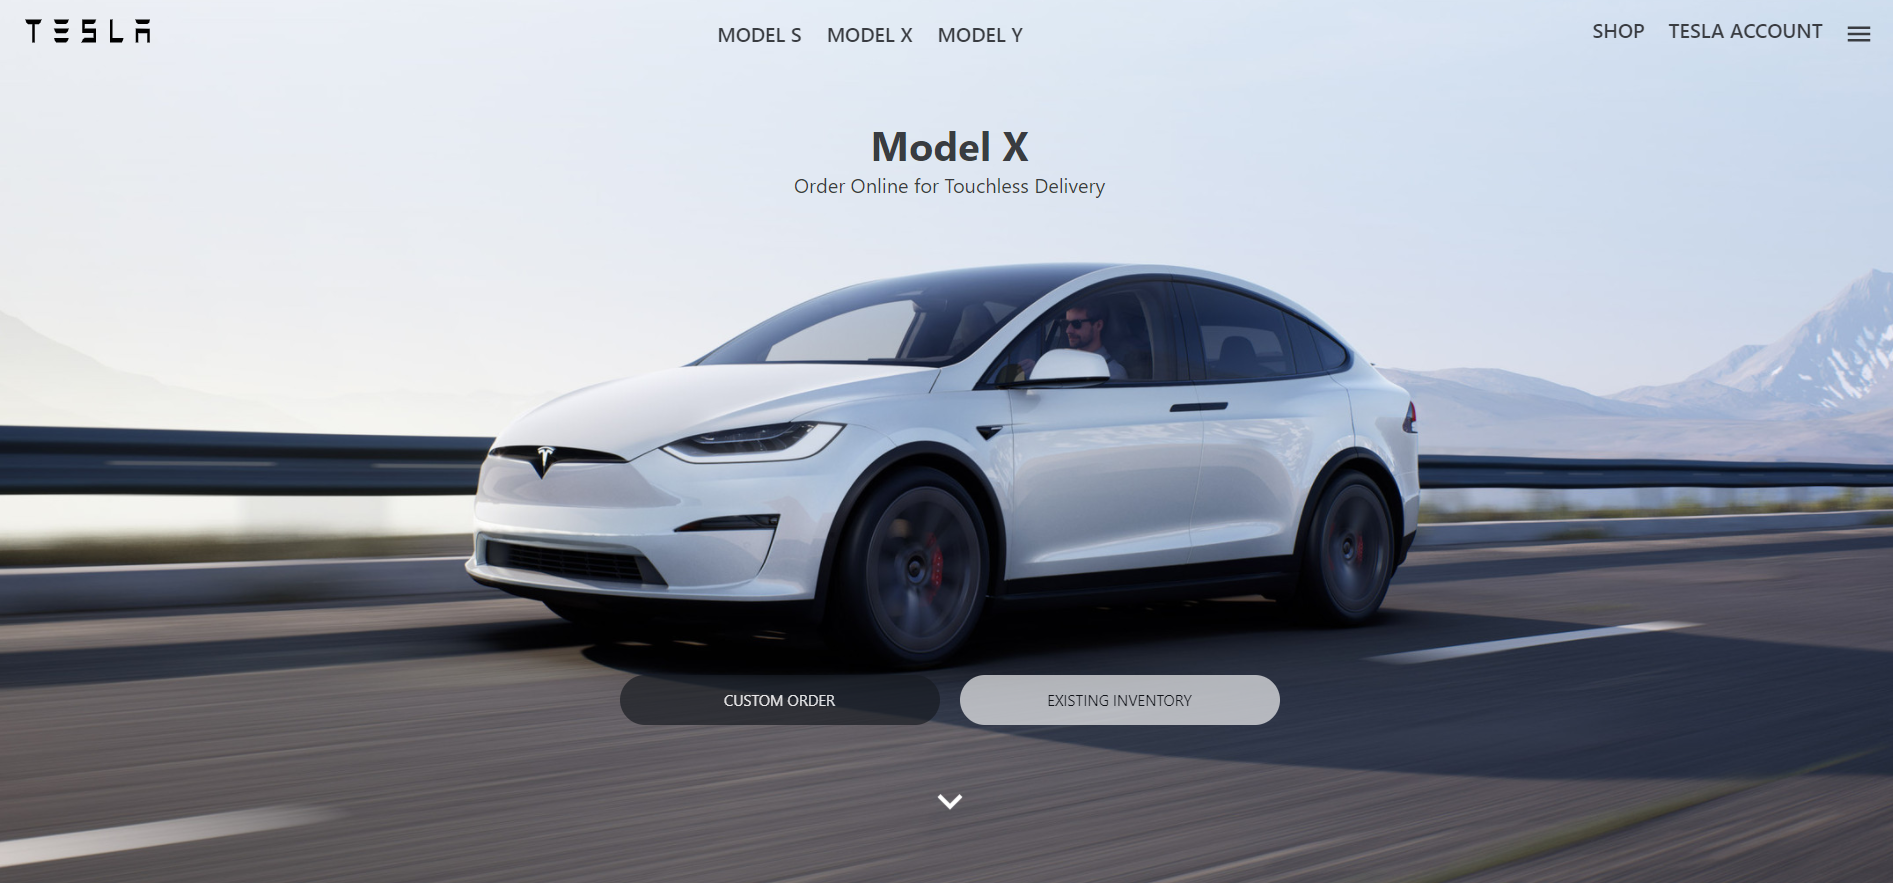 TESLA
MODEL S MODEL X MODEL Y
SHOP TESLA ACCOUNT
Model X
Order Online for Touchless Delivery
CUSTOM ORDER
EXISTING INVENTORY